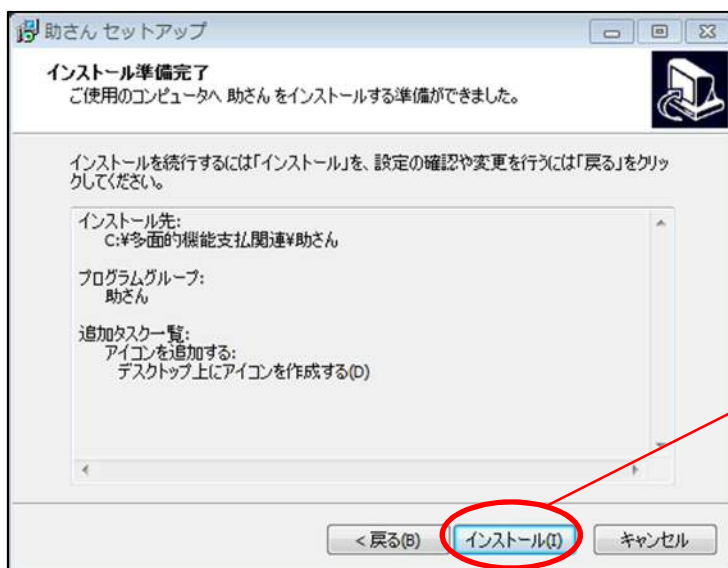 助さん セットアップ
インストール準備完了
ご使用のコンピュータへ 助さん をインストールする準備ができました。
インストールを続行するには「インストール」を、設定の確認や変更を行うには「戻る」をクリッ
クしてください。
インストール先:
C:¥多面的機能支払関連¥助さん
プログラムグループ:
助さん
追加タスク一覧:
アイコンを追加する:
デスクトップ上にアイコンを作成する(D)
< 戻る(B)
インストール(I)
キャンセル